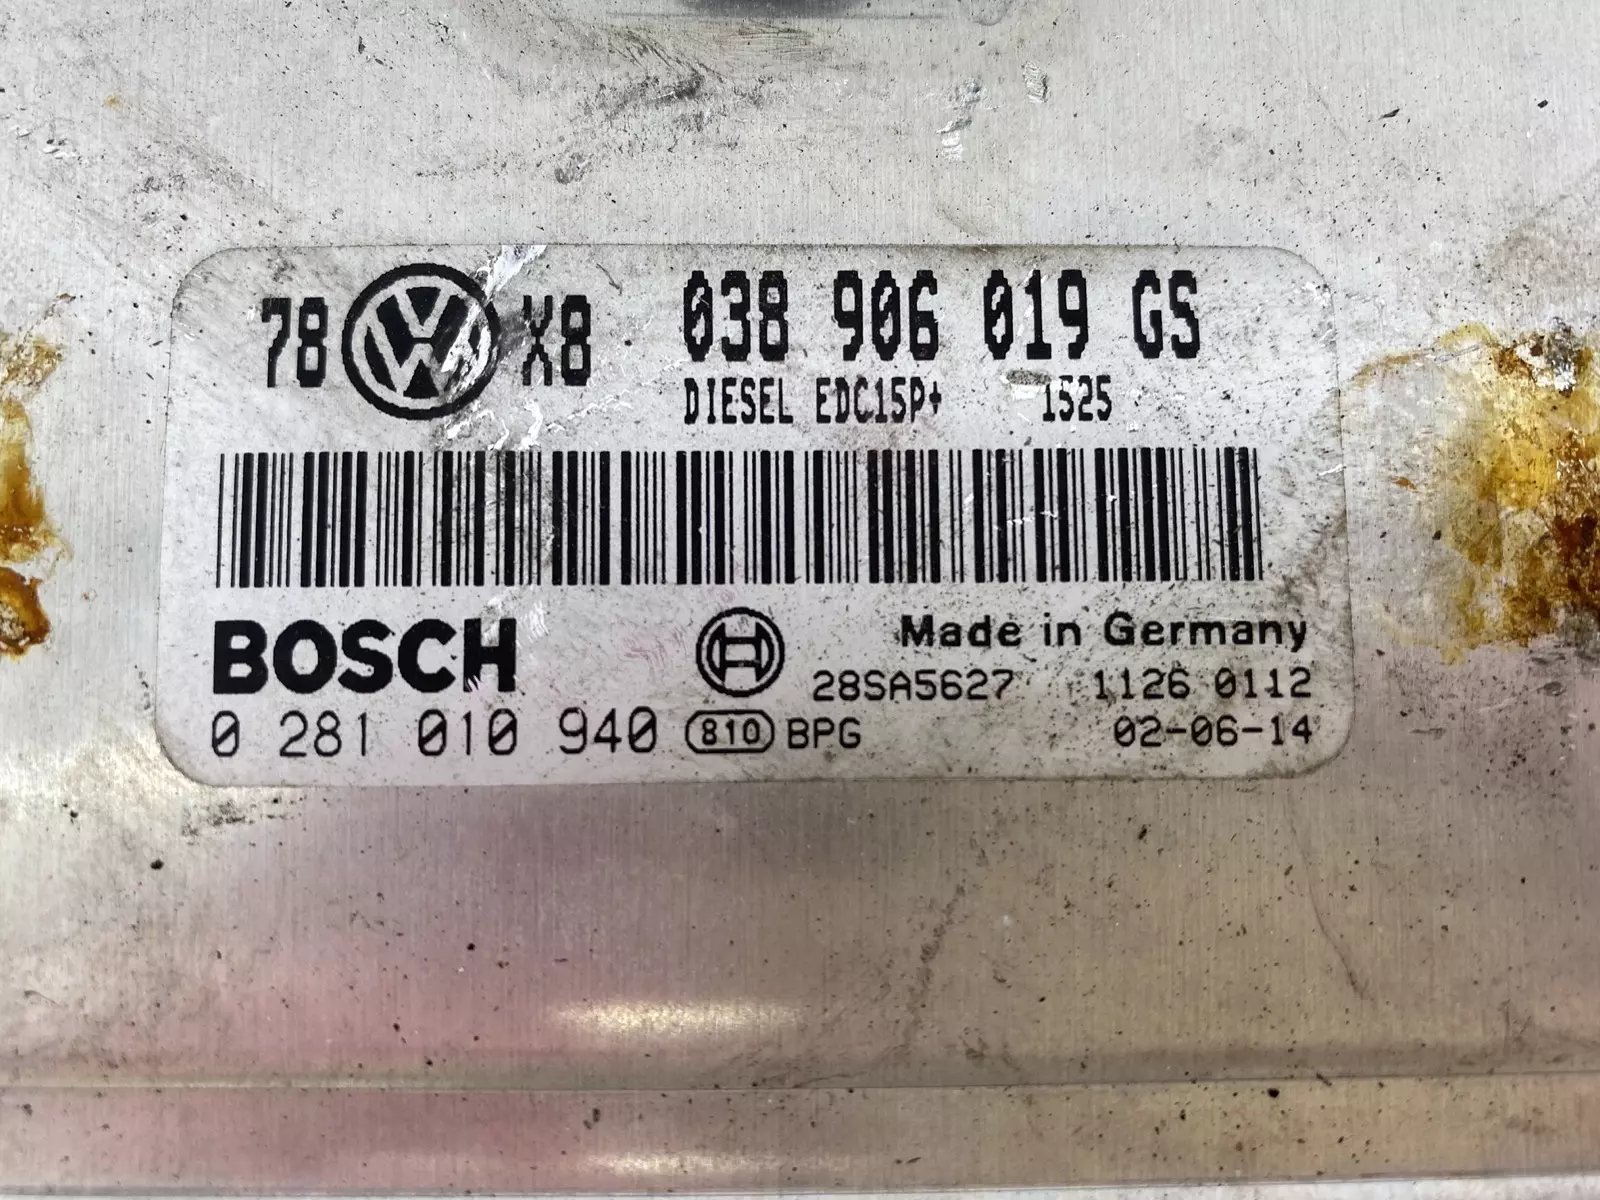 78 X8 038 906 019 GS
DIESEL EDC15P+ 1525
BOSCH Made in Germany
28SA5627 1126 0112
0 281 010 940 810 BPG 02-06-14